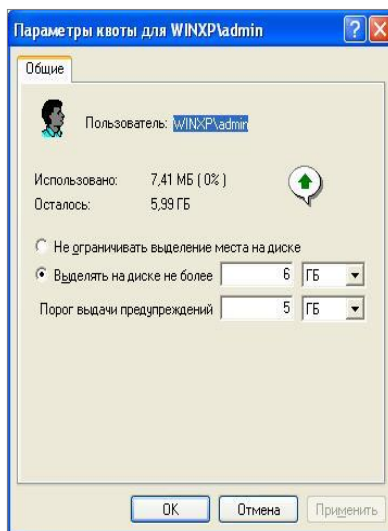 Параметры квоты для WINXP\admin
Общие
Пользователь: WINXP\admin
Использовано: 7,41 МБ ( 0% )
Осталось: 5,99 ГБ
Не ограничивать выделение места на диске
Выделять на диске не более 6 ГБ
Порог выдачи предупреждений 5 ГБ
ОК Отмена Применить